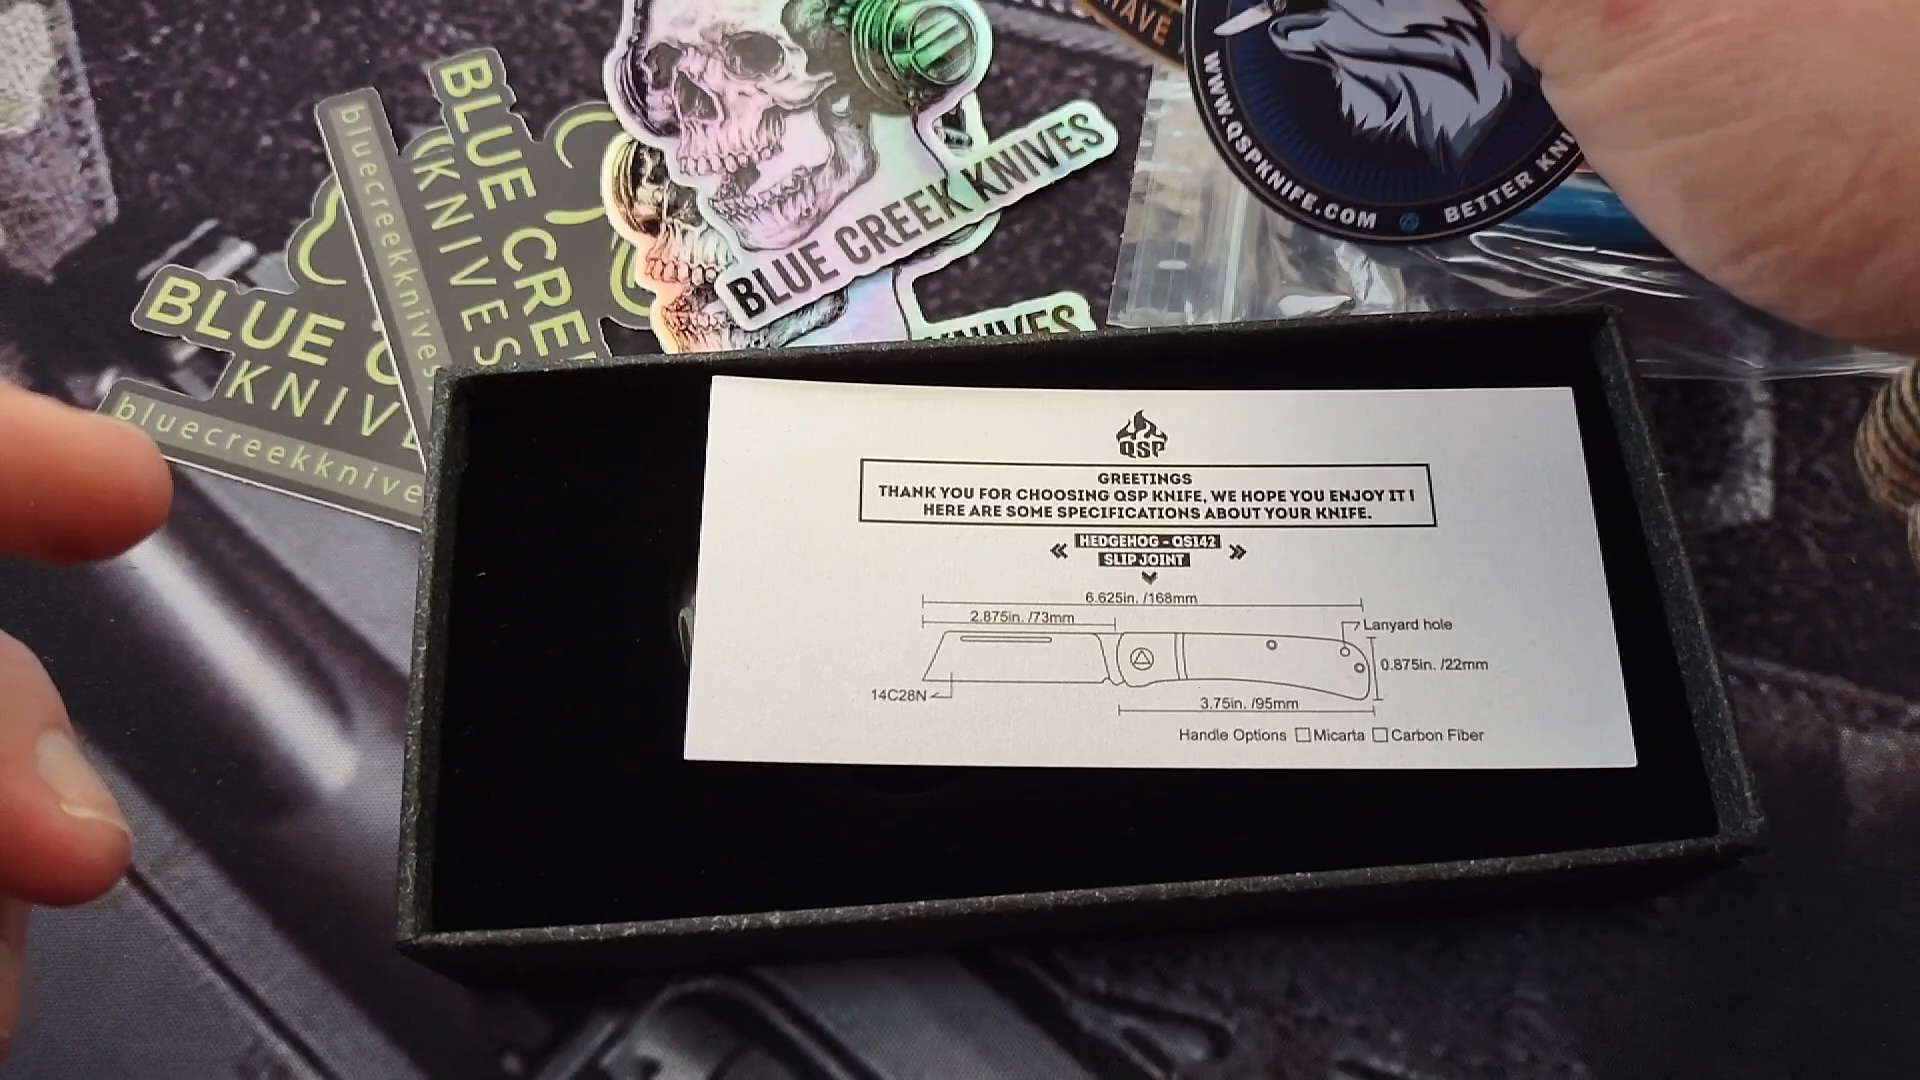 HAVE
WWW.QSPKNIFE.COM
BETTER
BLUE
KNIVES
bluecreekknives
BLUE
KNIVES
bluecreekknives
BLUE CREEK KNIVES
KNIVES
QSP
GREETINGS
THANK YOU FOR CHOOSING QSP KNIFE, WE HOPE YOU ENJOY IT !
HERE ARE SOME SPECIFICATIONS ABOUT YOUR KNIFE.
HEDGEHOG - QS142
SLIP JOINT
6.625in. /168mm
2.875in. /73mm
Lanyard hole
0.875in. /22mm
14C28N
3.75in. /95mm
Handle Options □Micarta □Carbon Fiber